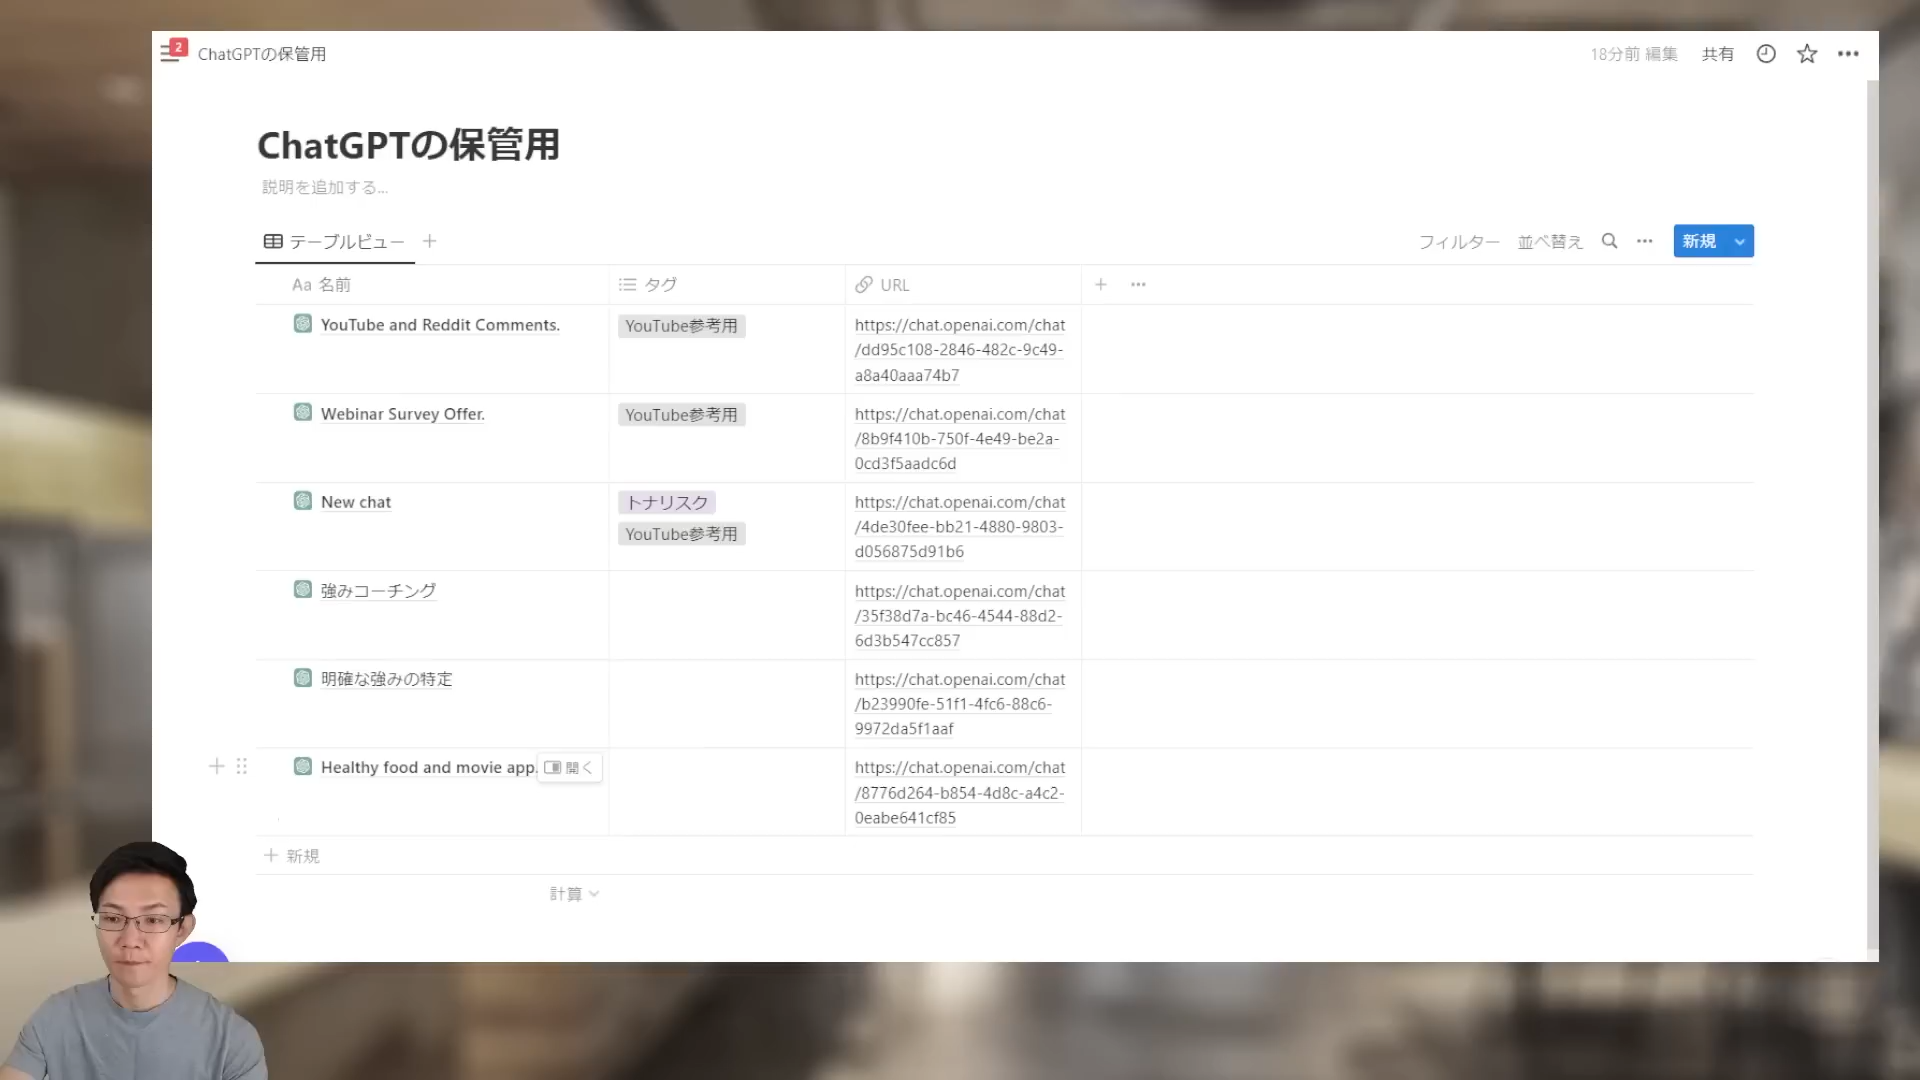 2
ChatGPTの保管用
18分前 編集
共有
ChatGPTの保管用
説明を追加する...
テーブルビュー
フィルター
並べ替え
新規
Aa 名前
タグ
URL
YouTube and Reddit Comments.
YouTube参考用
https://chat.openai.com/chat
/dd95c108-2846-482c-9c49-
a8a40aaa74b7
Webinar Survey Offer.
YouTube参考用
https://chat.openai.com/chat
/8b9f410b-750f-4e49-be2a-
0cd3f5aadc6d
New chat
トナリスク
YouTube参考用
https://chat.openai.com/chat
/4de30fee-bb21-4880-9803-
d056875d91b6
強みコーチング
https://chat.openai.com/chat
/35f38d7a-bc46-4544-88d2-
6d3b547cc857
明確な強みの特定
https://chat.openai.com/chat
/b23990fe-51f1-4fc6-88c6-
9972da5f1aaf
Healthy food and movie app.
開く
https://chat.openai.com/chat
/8776d264-b854-4d8c-a4c2-
0eabe641cf85
新規
計算